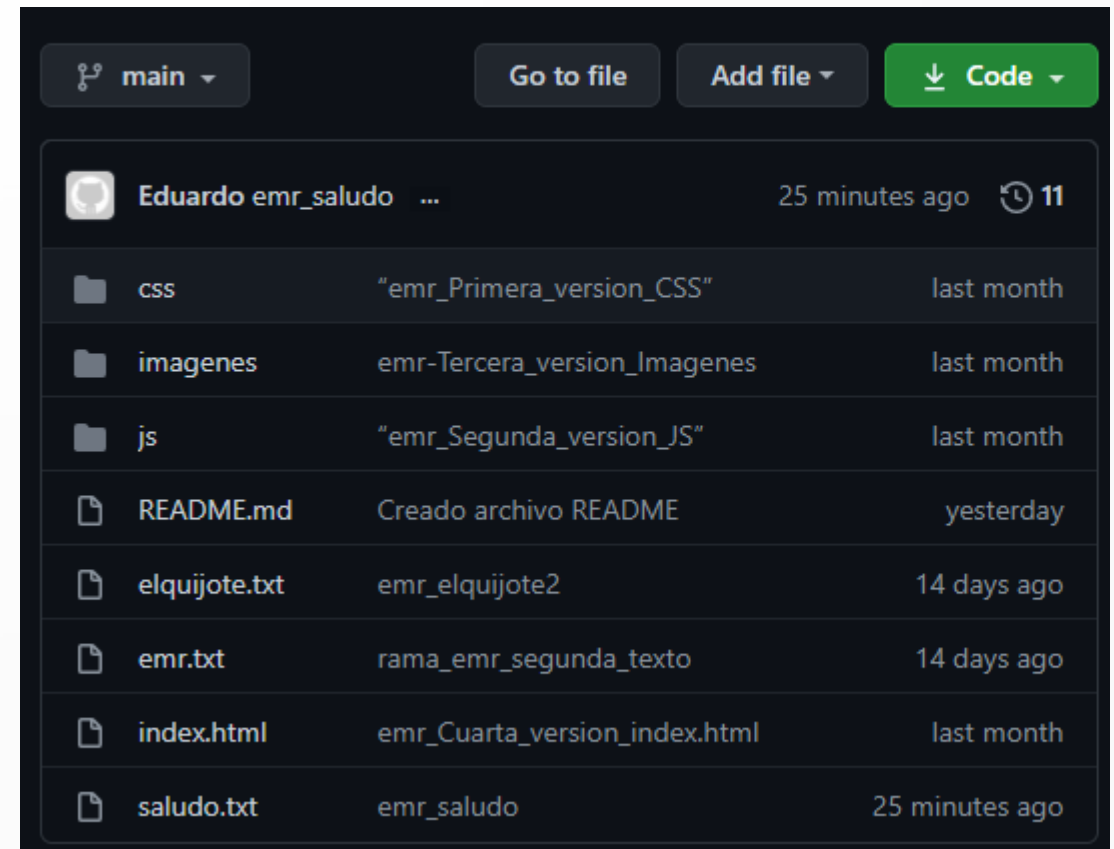 main Go to file Add file Code
Eduardo emr_saludo ... 25 minutes ago 11
css “emr_Primera_version_CSS” last month
imagenes emr-Tercera_version_Imagenes last month
js “emr_Segunda_version_JS” last month
README.md Creado archivo README yesterday
elquijote.txt emr_elquijote2 14 days ago
emr.txt rama_emr_segunda_texto 14 days ago
index.html emr_Cuarta_version_index.html last month
saludo.txt emr_saludo 25 minutes ago